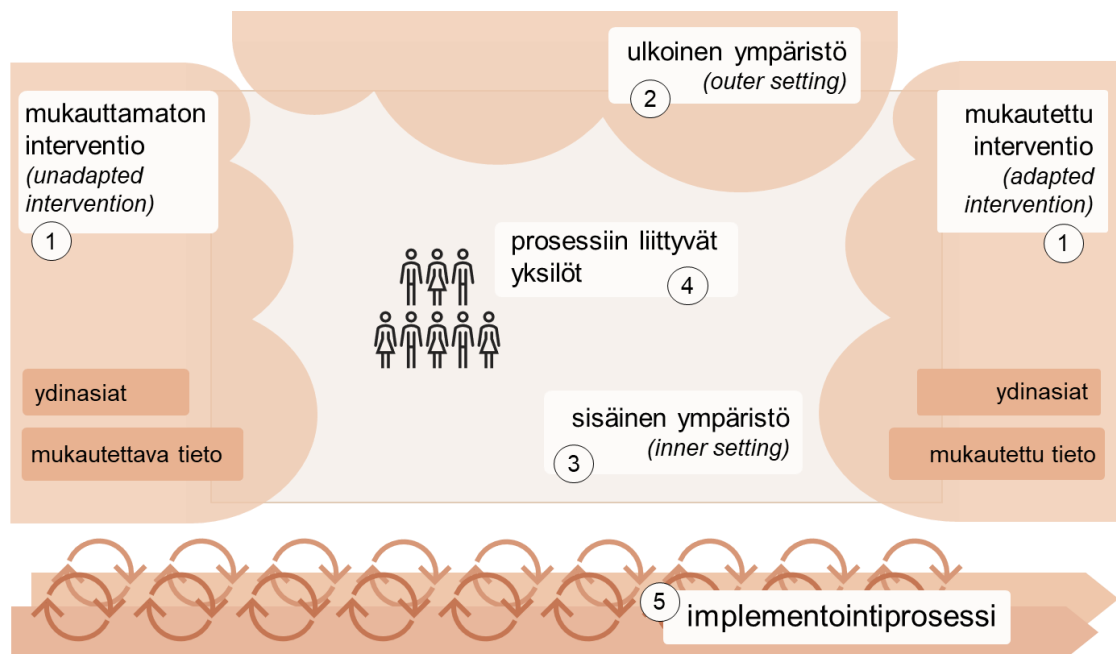 ulkoinen ympäristö
(outer setting)
2
mukauttamaton
interventio
(unadapted
intervention)
1
mukautettu
interventio
(adapted
intervention)
1
prosessiin liittyvät
yksilöt
4
ydinasiat
mukautettava tieto
sisäinen ympäristö
(inner setting)
3
ydinasiat
mukautettu tieto
5
implementointiprosessi